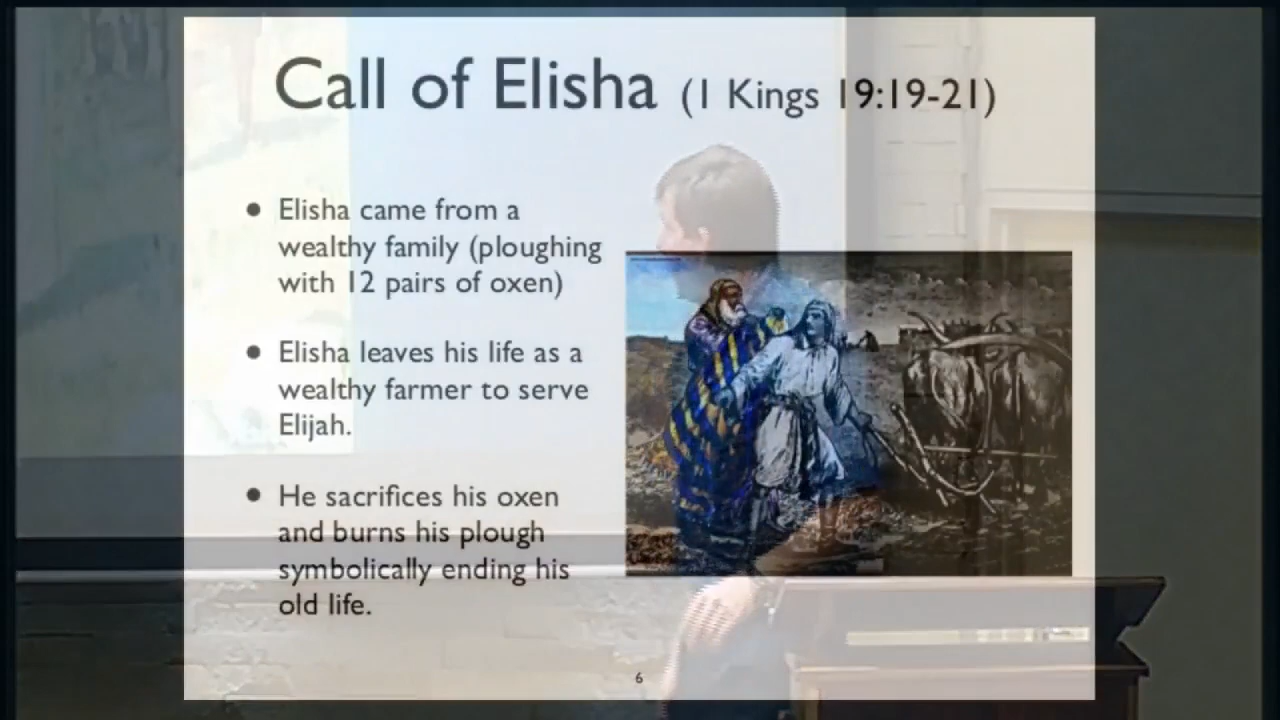 Call of Elisha (1 Kings 19:19-21)
• Elisha came from a
wealthy family (ploughing
with 12 pairs of oxen)
• Elisha leaves his life as a
wealthy farmer to serve
Elijah.
• He sacrifices his oxen
and burns his plough
symbolically ending his
old life.
6